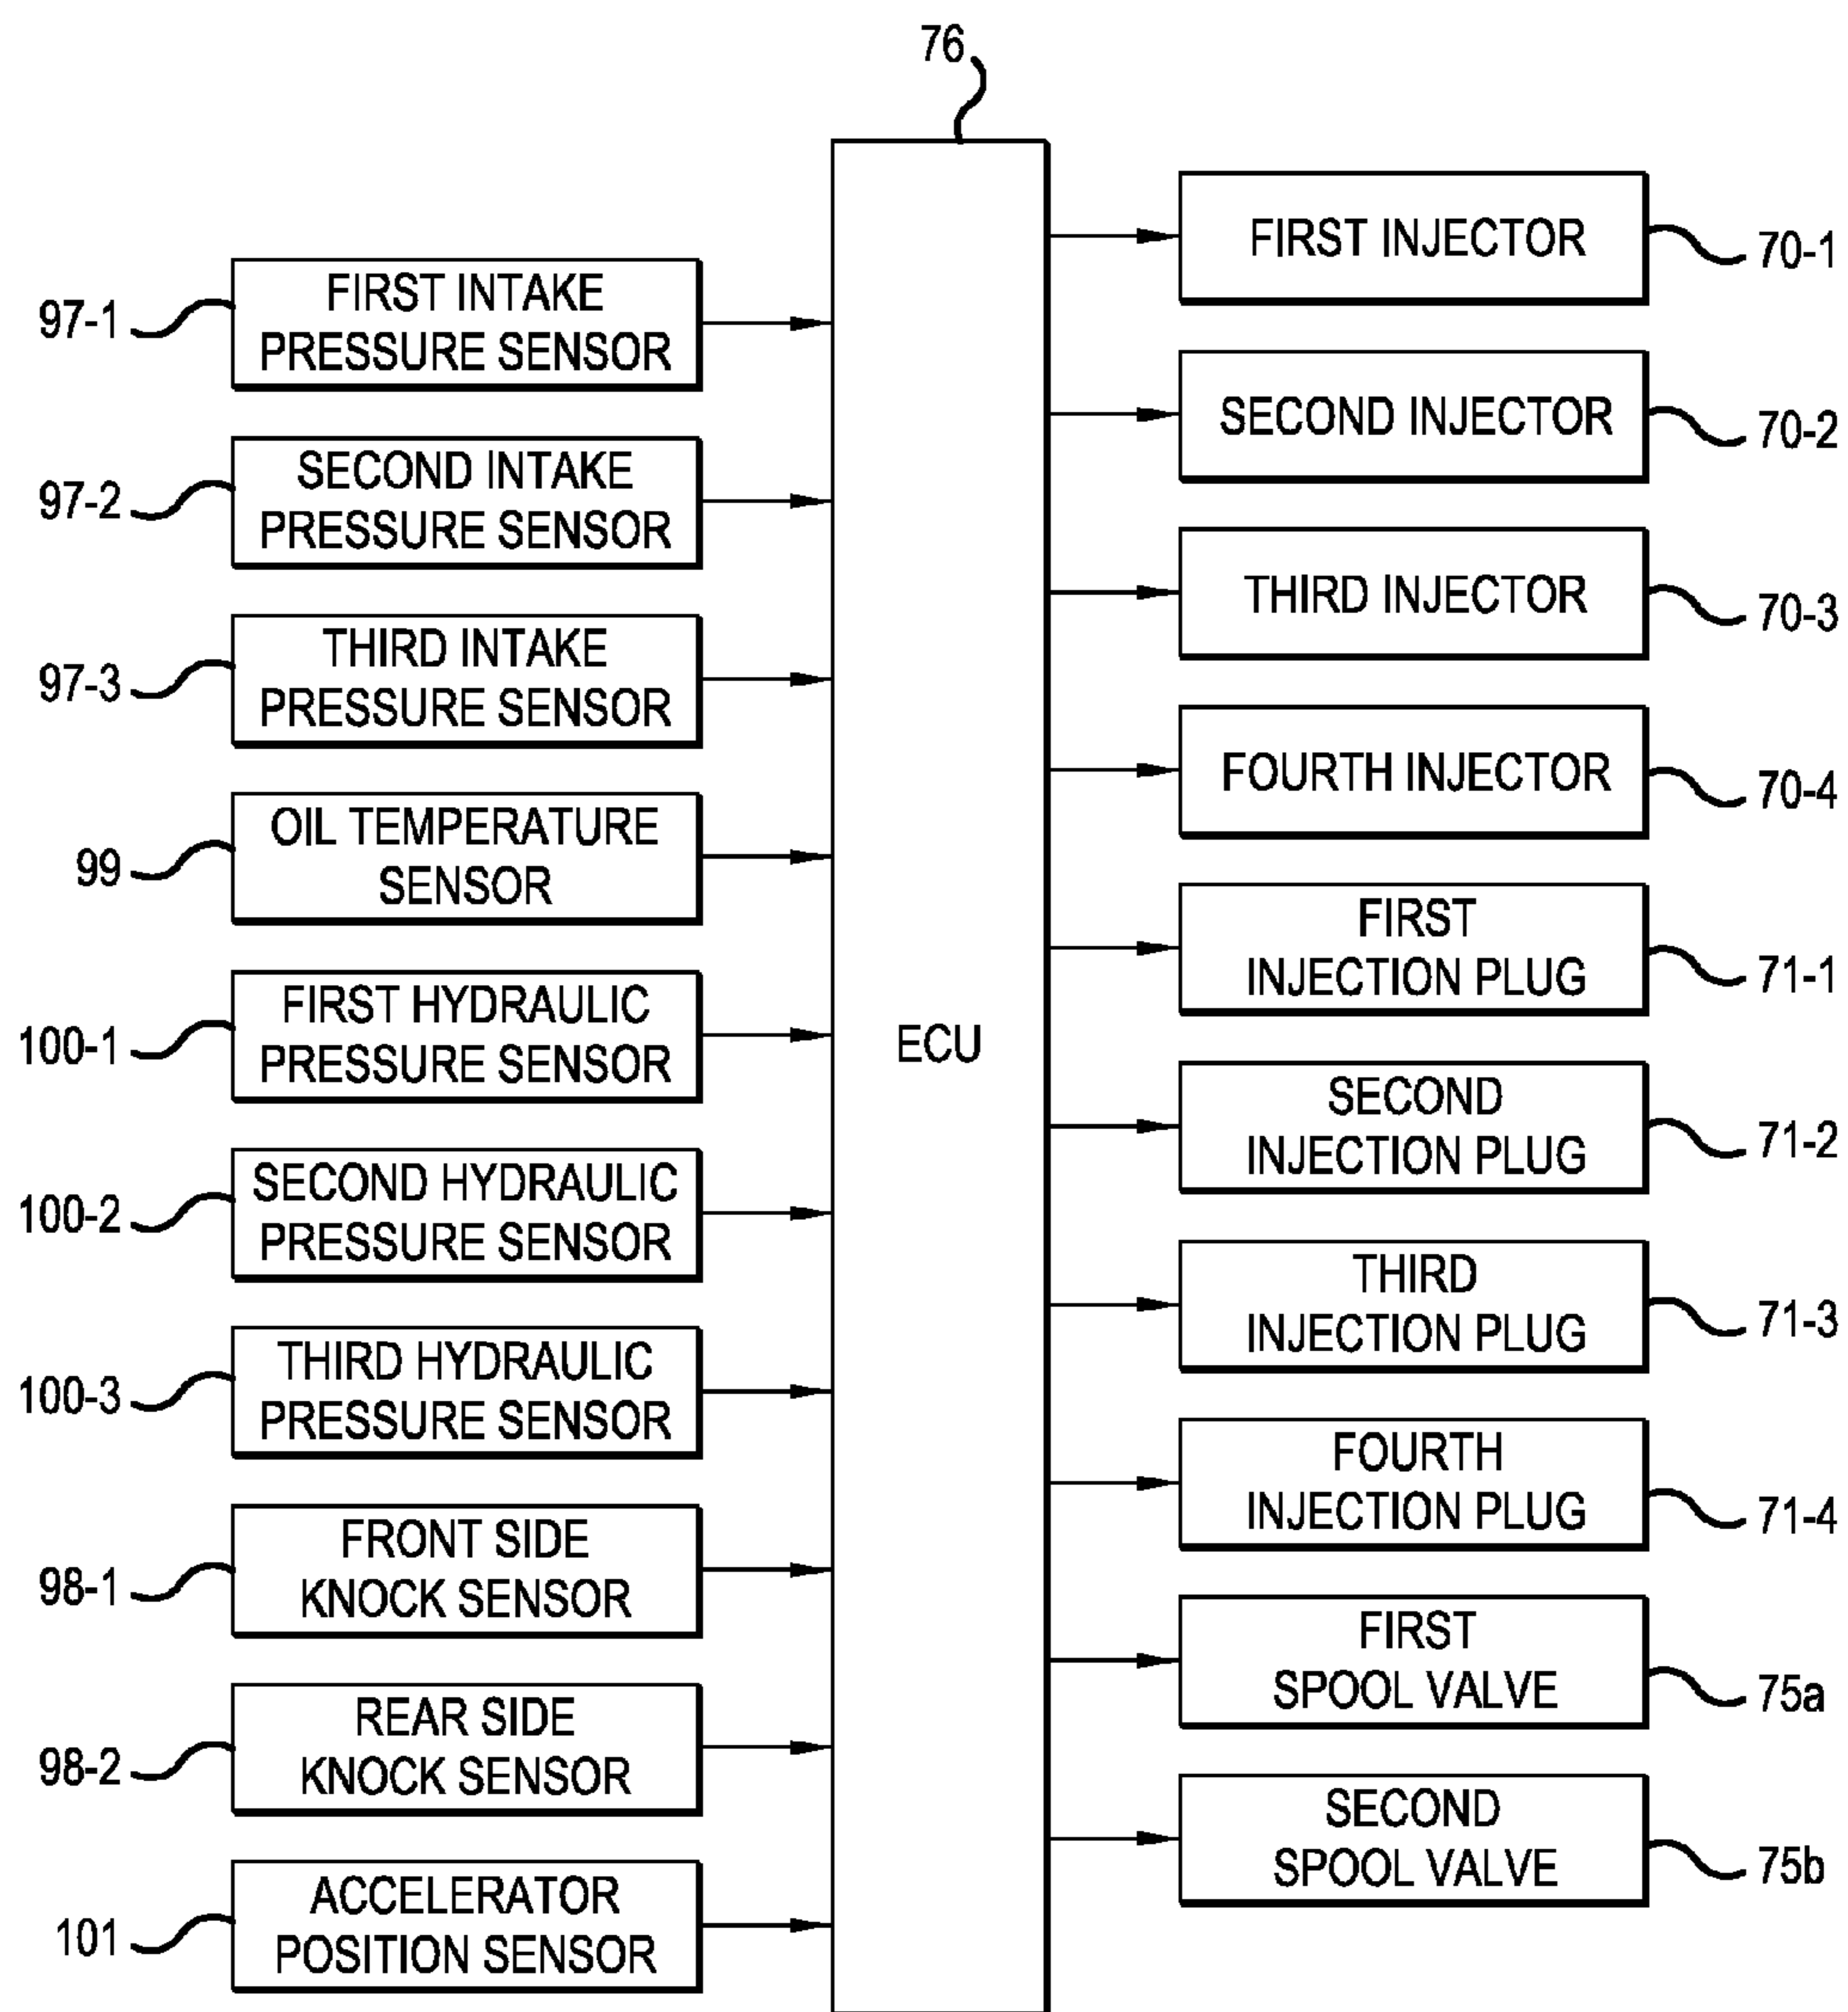 76
97-1
FIRST INTAKE
PRESSURE SENSOR
97-2
SECOND INTAKE
PRESSURE SENSOR
97-3
THIRD INTAKE
PRESSURE SENSOR
99
OIL TEMPERATURE
SENSOR
100-1
FIRST HYDRAULIC
PRESSURE SENSOR
100-2
SECOND HYDRAULIC
PRESSURE SENSOR
100-3
THIRD HYDRAULIC
PRESSURE SENSOR
98-1
FRONT SIDE
KNOCK SENSOR
98-2
REAR SIDE
KNOCK SENSOR
101
ACCELERATOR
POSITION SENSOR
ECU
FIRST INJECTOR
70-1
SECOND INJECTOR
70-2
THIRD INJECTOR
70-3
FOURTH INJECTOR
70-4
FIRST
INJECTION PLUG
71-1
SECOND
INJECTION PLUG
71-2
THIRD
INJECTION PLUG
71-3
FOURTH
INJECTION PLUG
71-4
FIRST
SPOOL VALVE
75a
SECOND
SPOOL VALVE
75b